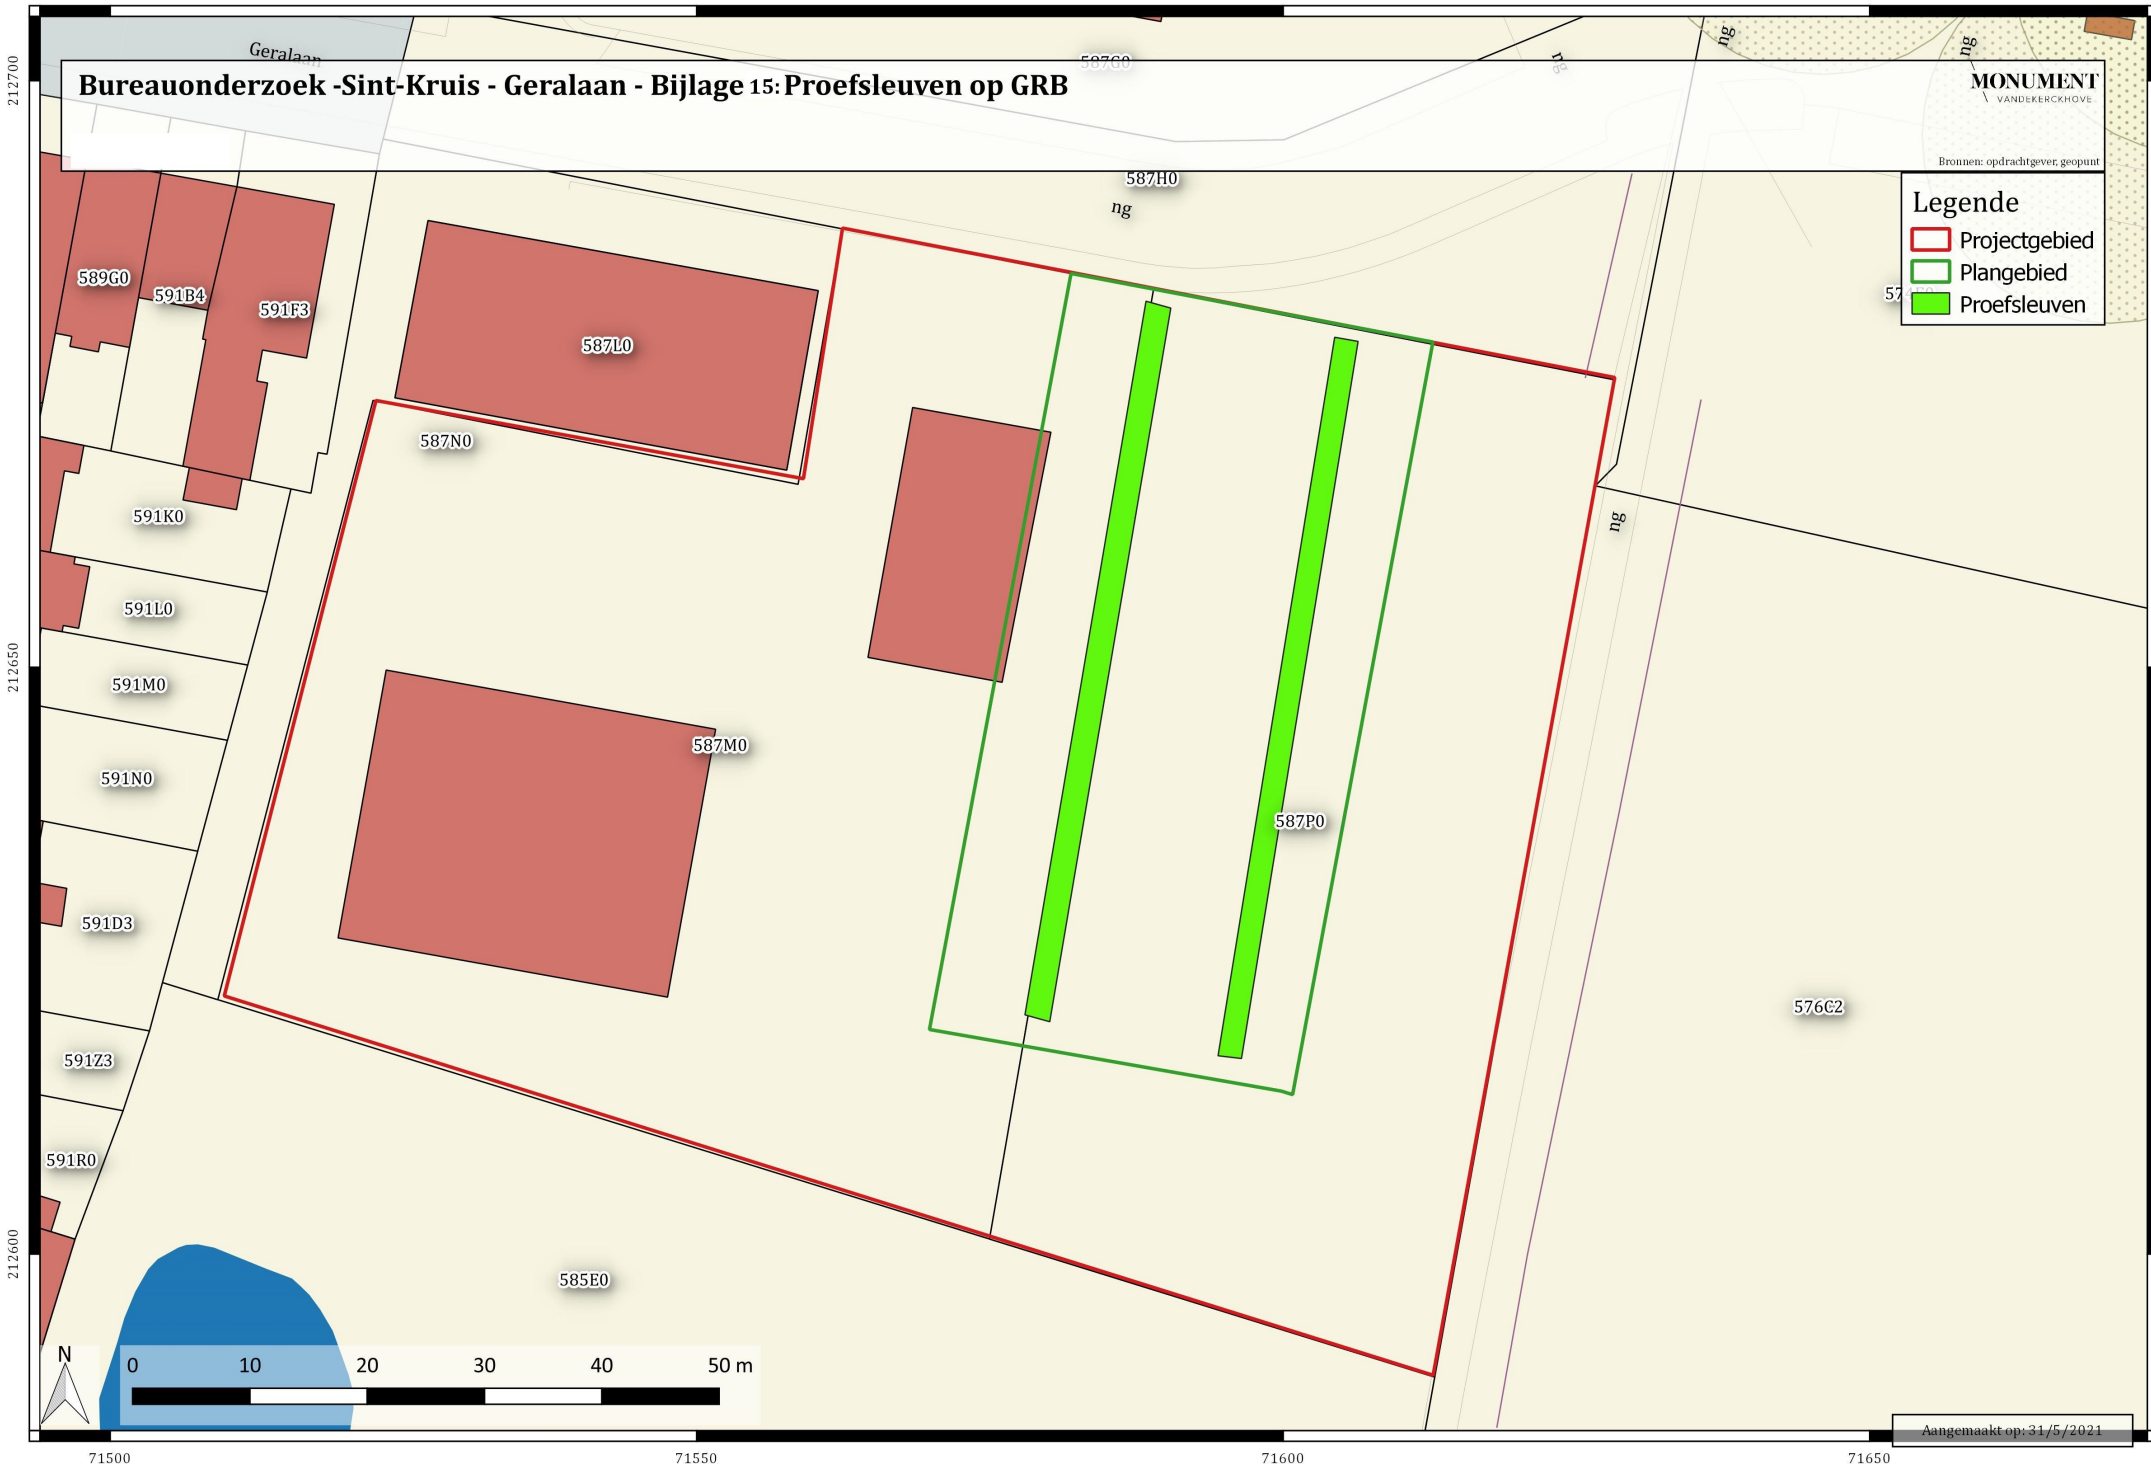 Geralaan
587G0
ng
ng
ng
Bureauonderzoek -Sint-Kruis - Geralaan - Bijlage 15: Proefsleuven op GRB
MONUMENT
VANDEKERCKHOVE
Bronnen: opdrachtgever, geopunt
587H0
ng
Legende
Projectgebied
Plangebied
Proefsleuven
589G0
591B4
591F3
587L0
587N0
591K0
ng
591L0
591M0
587M0
591N0
587P0
591D3
576C2
591Z3
591R0
585E0
N
0 10 20 30 40 50 m
Aangemaakt op: 31/5/2021
212700
212650
212600
71500 71550 71600 71650